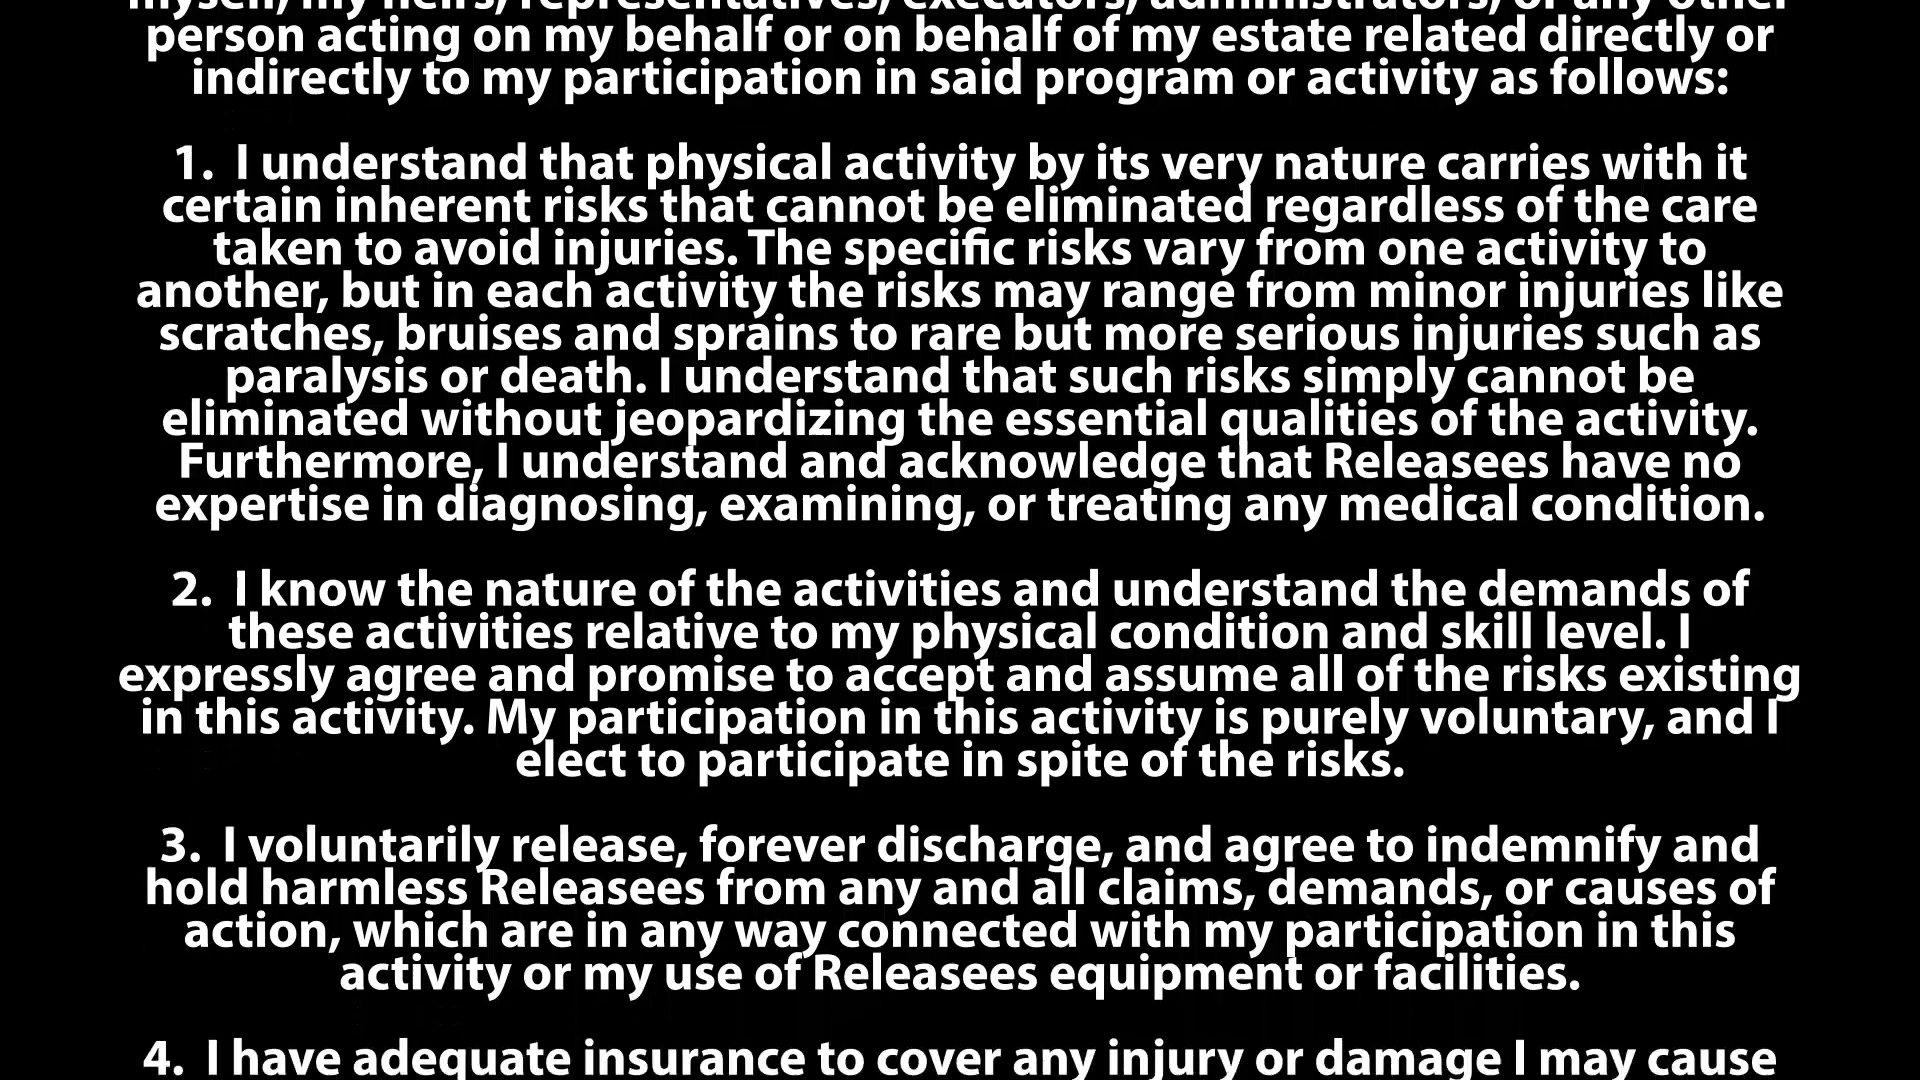 myself, my heirs, representatives, executors, administrators, or any other
person acting on my behalf or on behalf of my estate related directly or
indirectly to my participation in said program or activity as follows:
1. I understand that physical activity by its very nature carries with it
certain inherent risks that cannot be eliminated regardless of the care
taken to avoid injuries. The specific risks vary from one activity to
another, but in each activity the risks may range from minor injuries like
scratches, bruises and sprains to rare but more serious injuries such as
paralysis or death. I understand that such risks simply cannot be
eliminated without jeopardizing the essential qualities of the activity.
Furthermore, I understand and acknowledge that Releasees have no
expertise in diagnosing, examining, or treating any medical condition.
2. I know the nature of the activities and understand the demands of
these activities relative to my physical condition and skill level. I
expressly agree and promise to accept and assume all of the risks existing
in this activity. My participation in this activity is purely voluntary, and I
elect to participate in spite of the risks.
3. I voluntarily release, forever discharge, and agree to indemnify and
hold harmless Releasees from any and all claims, demands, or causes of
action, which are in any way connected with my participation in this
activity or my use of Releasees equipment or facilities.
4. I have adequate insurance to cover any injury or damage I may cause